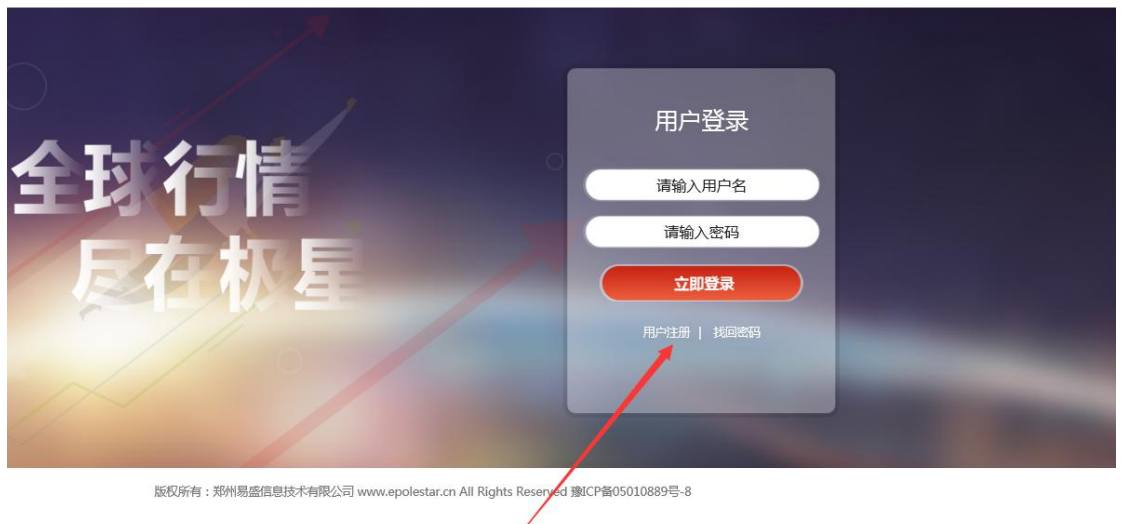 全球行情
尽在极星
用户登录
请输入用户名
请输入密码
立即登录
用户注册 | 找回密码
版权所有：郑州易盛信息技术有限公司 www.epolestar.cn All Rights Reserved 豫ICP备05010889号-8